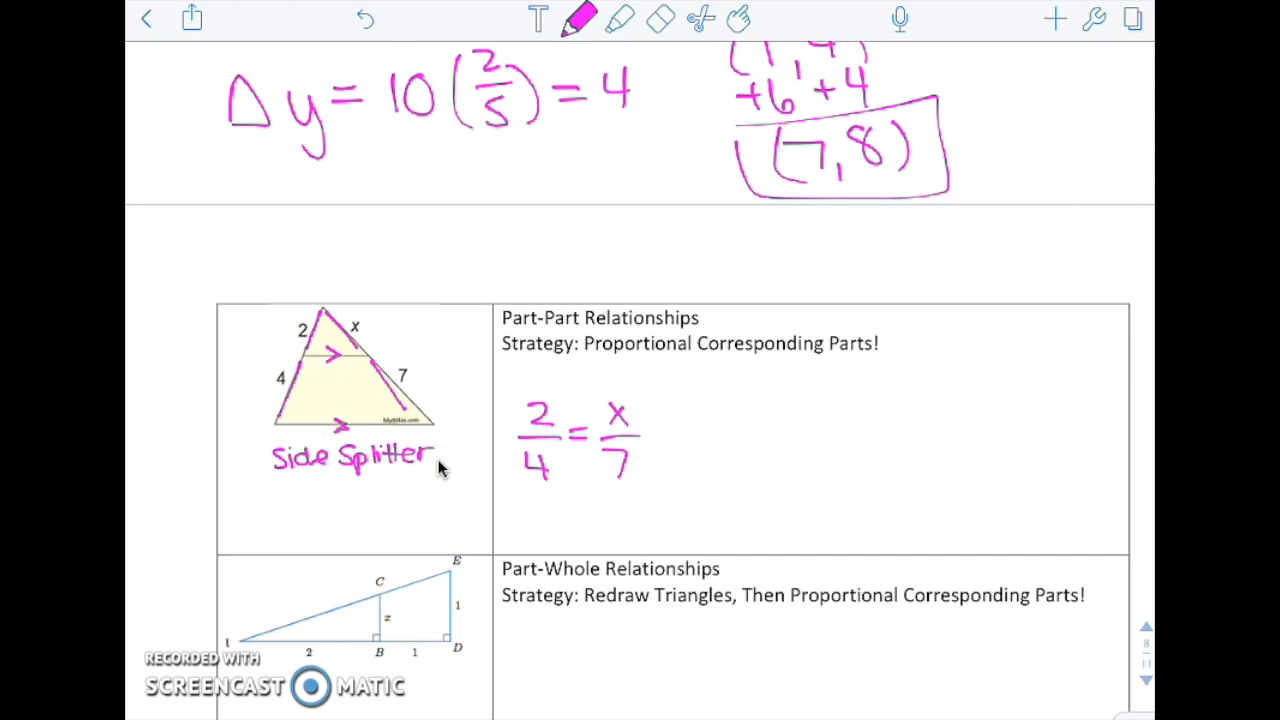 T
Δy = 10(2/5) = 4
+6 +4
(7,8)
2
x
4
7
Side Splitter
Part-Part Relationships
Strategy: Proportional Corresponding Parts!
2/4 = x/7
E
C
x
1
2
B
1
D
Part-Whole Relationships
Strategy: Redraw Triangles, Then Proportional Corresponding Parts!
RECORDED WITH
SCREENCAST MATIC
8
11